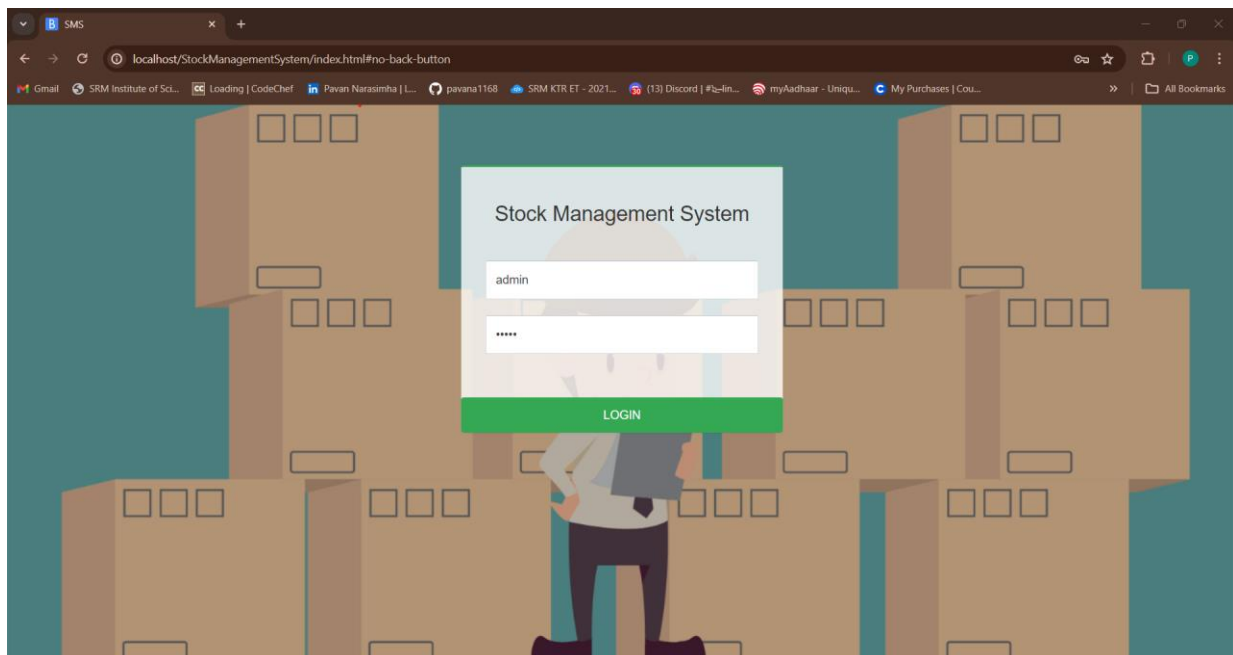 SMS
localhost/StockManagementSystem/index.html#no-back-button
Gmail SRM Institute of Sci... Loading | CodeChef Pavan Narasimha | L... pavana1168 SRM KTR ET - 2021... (13) Discord | myAadhaar - Uniqu... My Purchases | Cou... » All Bookmarks
Stock Management System
admin
•••••
LOGIN